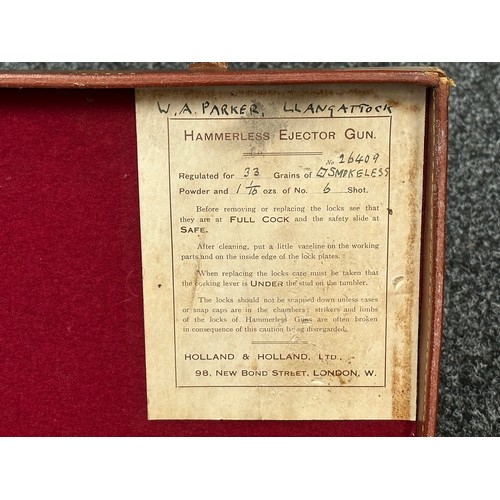 W. A. PARKER, LLANGATTOCK
HAMMERLESS EJECTOR GUN.
No 26409
Regulated for 33 Grains of SMOKELESS
Powder and 1 1/10 ozs. of No. 6 Shot.
Before removing or replacing the locks see that
they are at FULL COCK and the safety slide at
SAFE.
After cleaning, put a little vaseline on the working
parts and on the inside edge of the lock plates.
When replacing the locks care must be taken that
the cocking lever is UNDER the stud on the tumbler.
The locks should not be snapped down unless cases
or snap caps are in the chambers; strikers and limbs
of the locks of Hammerless Guns are often broken
in consequence of this caution being disregarded.
HOLLAND & HOLLAND, LTD.,
98, NEW BOND STREET, LONDON, W.